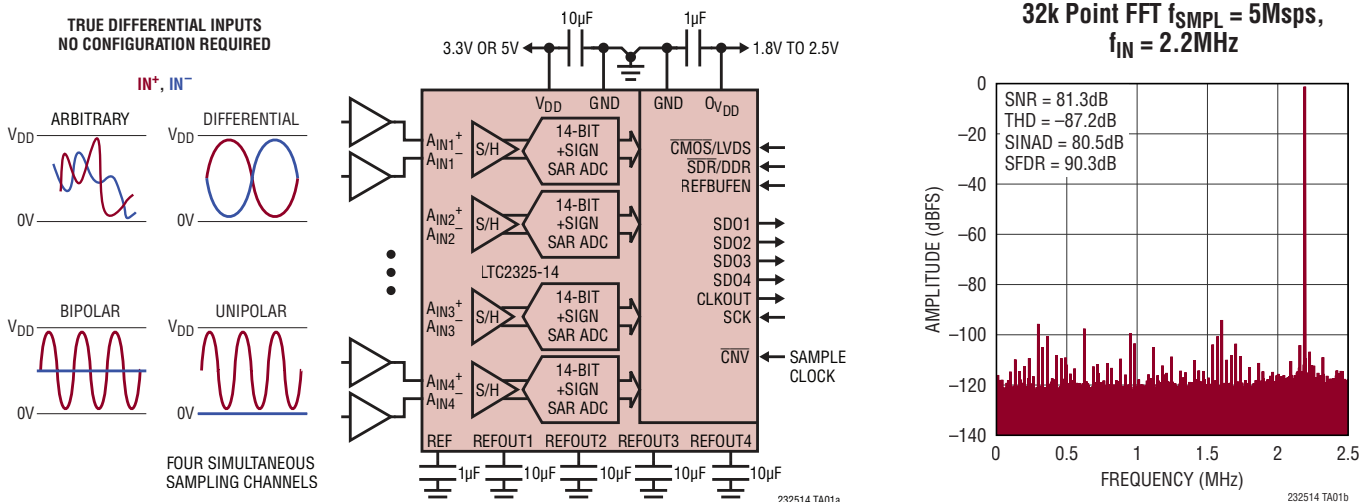 TRUE DIFFERENTIAL INPUTS
NO CONFIGURATION REQUIRED
IN+, IN−
ARBITRARY
VDD
0V
DIFFERENTIAL
VDD
0V
BIPOLAR
VDD
0V
UNIPOLAR
VDD
0V
FOUR SIMULTANEOUS
SAMPLING CHANNELS
10µF
1µF
3.3V OR 5V
1.8V TO 2.5V
VDD
GND
GND
OVDD
AIN1+
AIN1−
S/H
14-BIT
+SIGN
SAR ADC
AIN2+
AIN2−
S/H
14-BIT
+SIGN
SAR ADC
LTC2325-14
AIN3+
AIN3−
S/H
14-BIT
+SIGN
SAR ADC
AIN4+
AIN4−
S/H
14-BIT
+SIGN
SAR ADC
CMOS/LVDS
SDR/DDR
REFBUFEN
SDO1
SDO2
SDO3
SDO4
CLKOUT
SCK
CNV
SAMPLE
CLOCK
REF
REFOUT1
REFOUT2
REFOUT3
REFOUT4
1µF
10µF
10µF
10µF
10µF
232514 TA01a
32k Point FFT fSMPL = 5Msps,
fIN = 2.2MHz
SNR = 81.3dB
THD = −87.2dB
SINAD = 80.5dB
SFDR = 90.3dB
AMPLITUDE (dBFS)
0
−20
−40
−60
−80
−100
−120
−140
0
0.5
1
1.5
2
2.5
FREQUENCY (MHz)
232514 TA01b